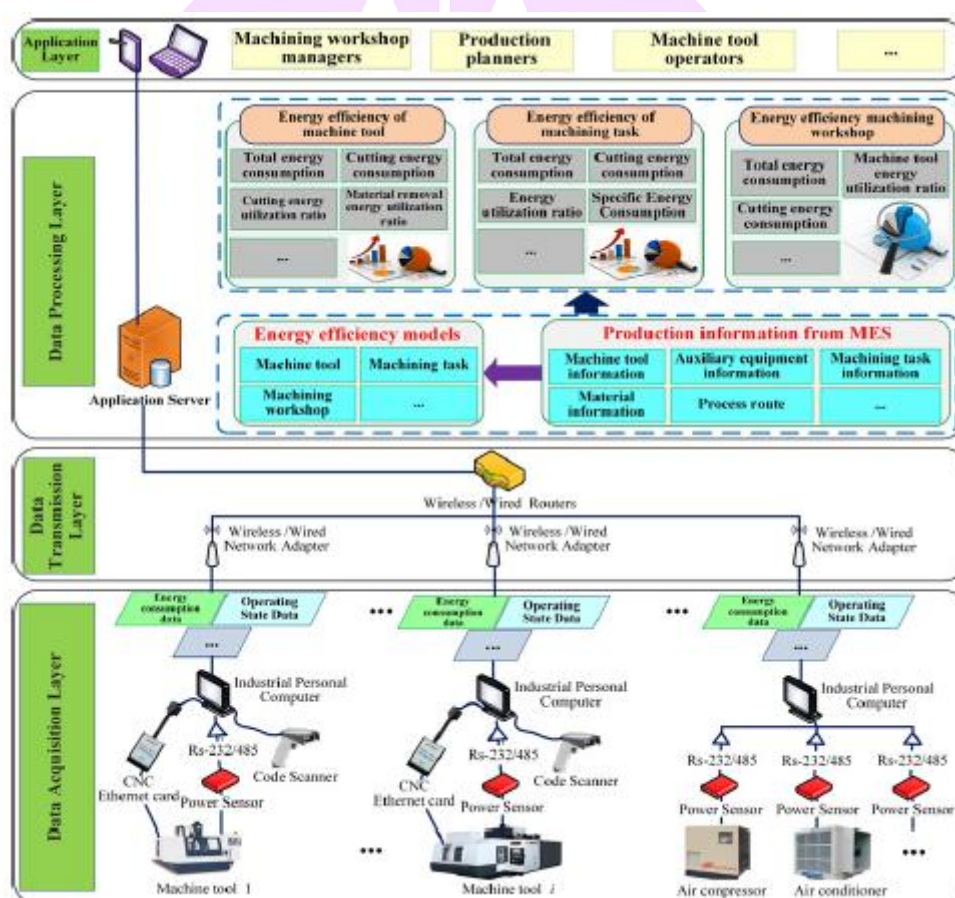 Application
Layer
Machining workshop
managers
Production
planners
Machine tool
operators
...
Data Processing Layer
Energy efficiency of
machine tool
Total energy
consumption
Cutting energy
consumption
Cutting energy
utilization ratio
Material removal
energy utilization
ratio
...
Energy efficiency of
machining task
Total energy
consumption
Cutting energy
consumption
Energy
utilization ratio
Specific Energy
Consumption
...
Energy efficiency machining
workshop
Total energy
consumption
Machine tool
energy
utilization ratio
Cutting energy
consumption
...
Application Server
Energy efficiency models
Machine tool
Machining task
Machining
workshop
...
Production information from MES
Machine tool
information
Auxiliary equipment
information
Machining task
information
Material
information
Process route
...
Data
Transmission
Layer
Wireless /Wired Routers
Wireless /Wired
Network Adapter
Wireless /Wired
Network Adapter
Wireless /Wired
Network Adapter
Data Acquisition Layer
Energy
consumption
data
Operating
State Data
...
Industrial Personal
Computer
Rs-232/485
CNC
Ethernet card
Power Sensor
Code Scanner
Machine tool 1
...
Energy
consumption
data
Operating
State Data
...
Industrial Personal
Computer
Rs-232/485
CNC
Ethernet card
Power Sensor
Code Scanner
...
Machine tool i
...
Energy
consumption
data
Operating
State Data
...
Industrial Personal
Computer
Rs-232/485
Rs-232/485
Rs-232/485
Power Sensor
Power Sensor
Power Sensor
Air conpressor
Air conditioner
...